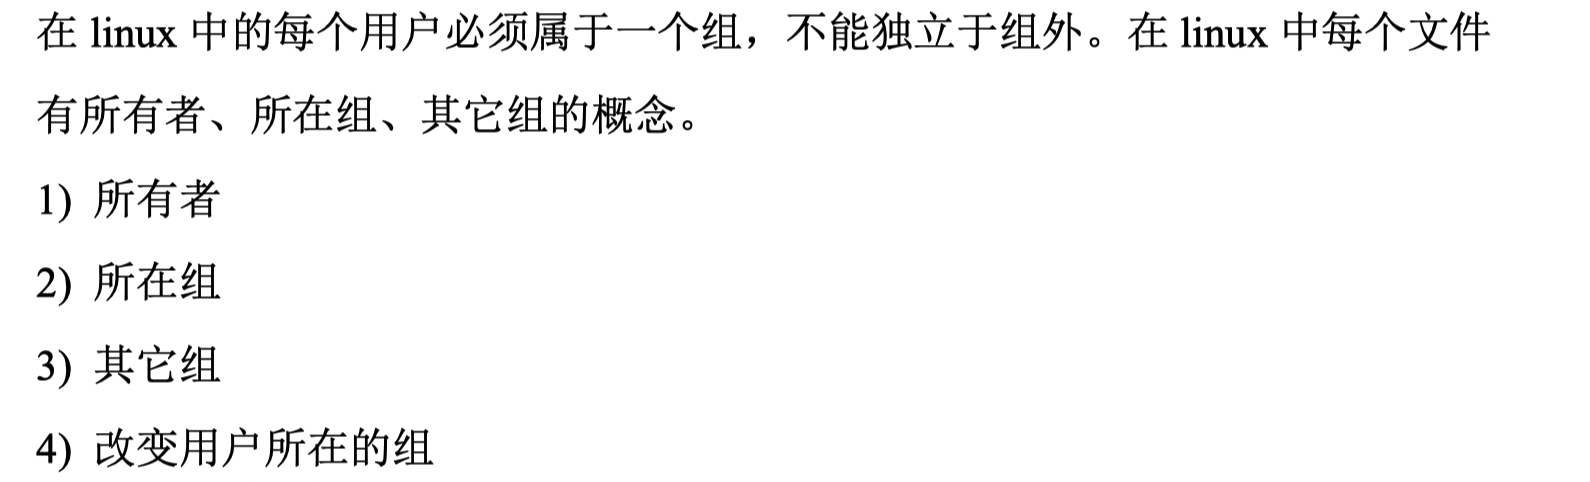 在 linux 中的每个用户必须属于一个组，不能独立于组外。在 linux 中每个文件
有所有者、所在组、其它组的概念。
1) 所有者
2) 所在组
3) 其它组
4) 改变用户所在的组